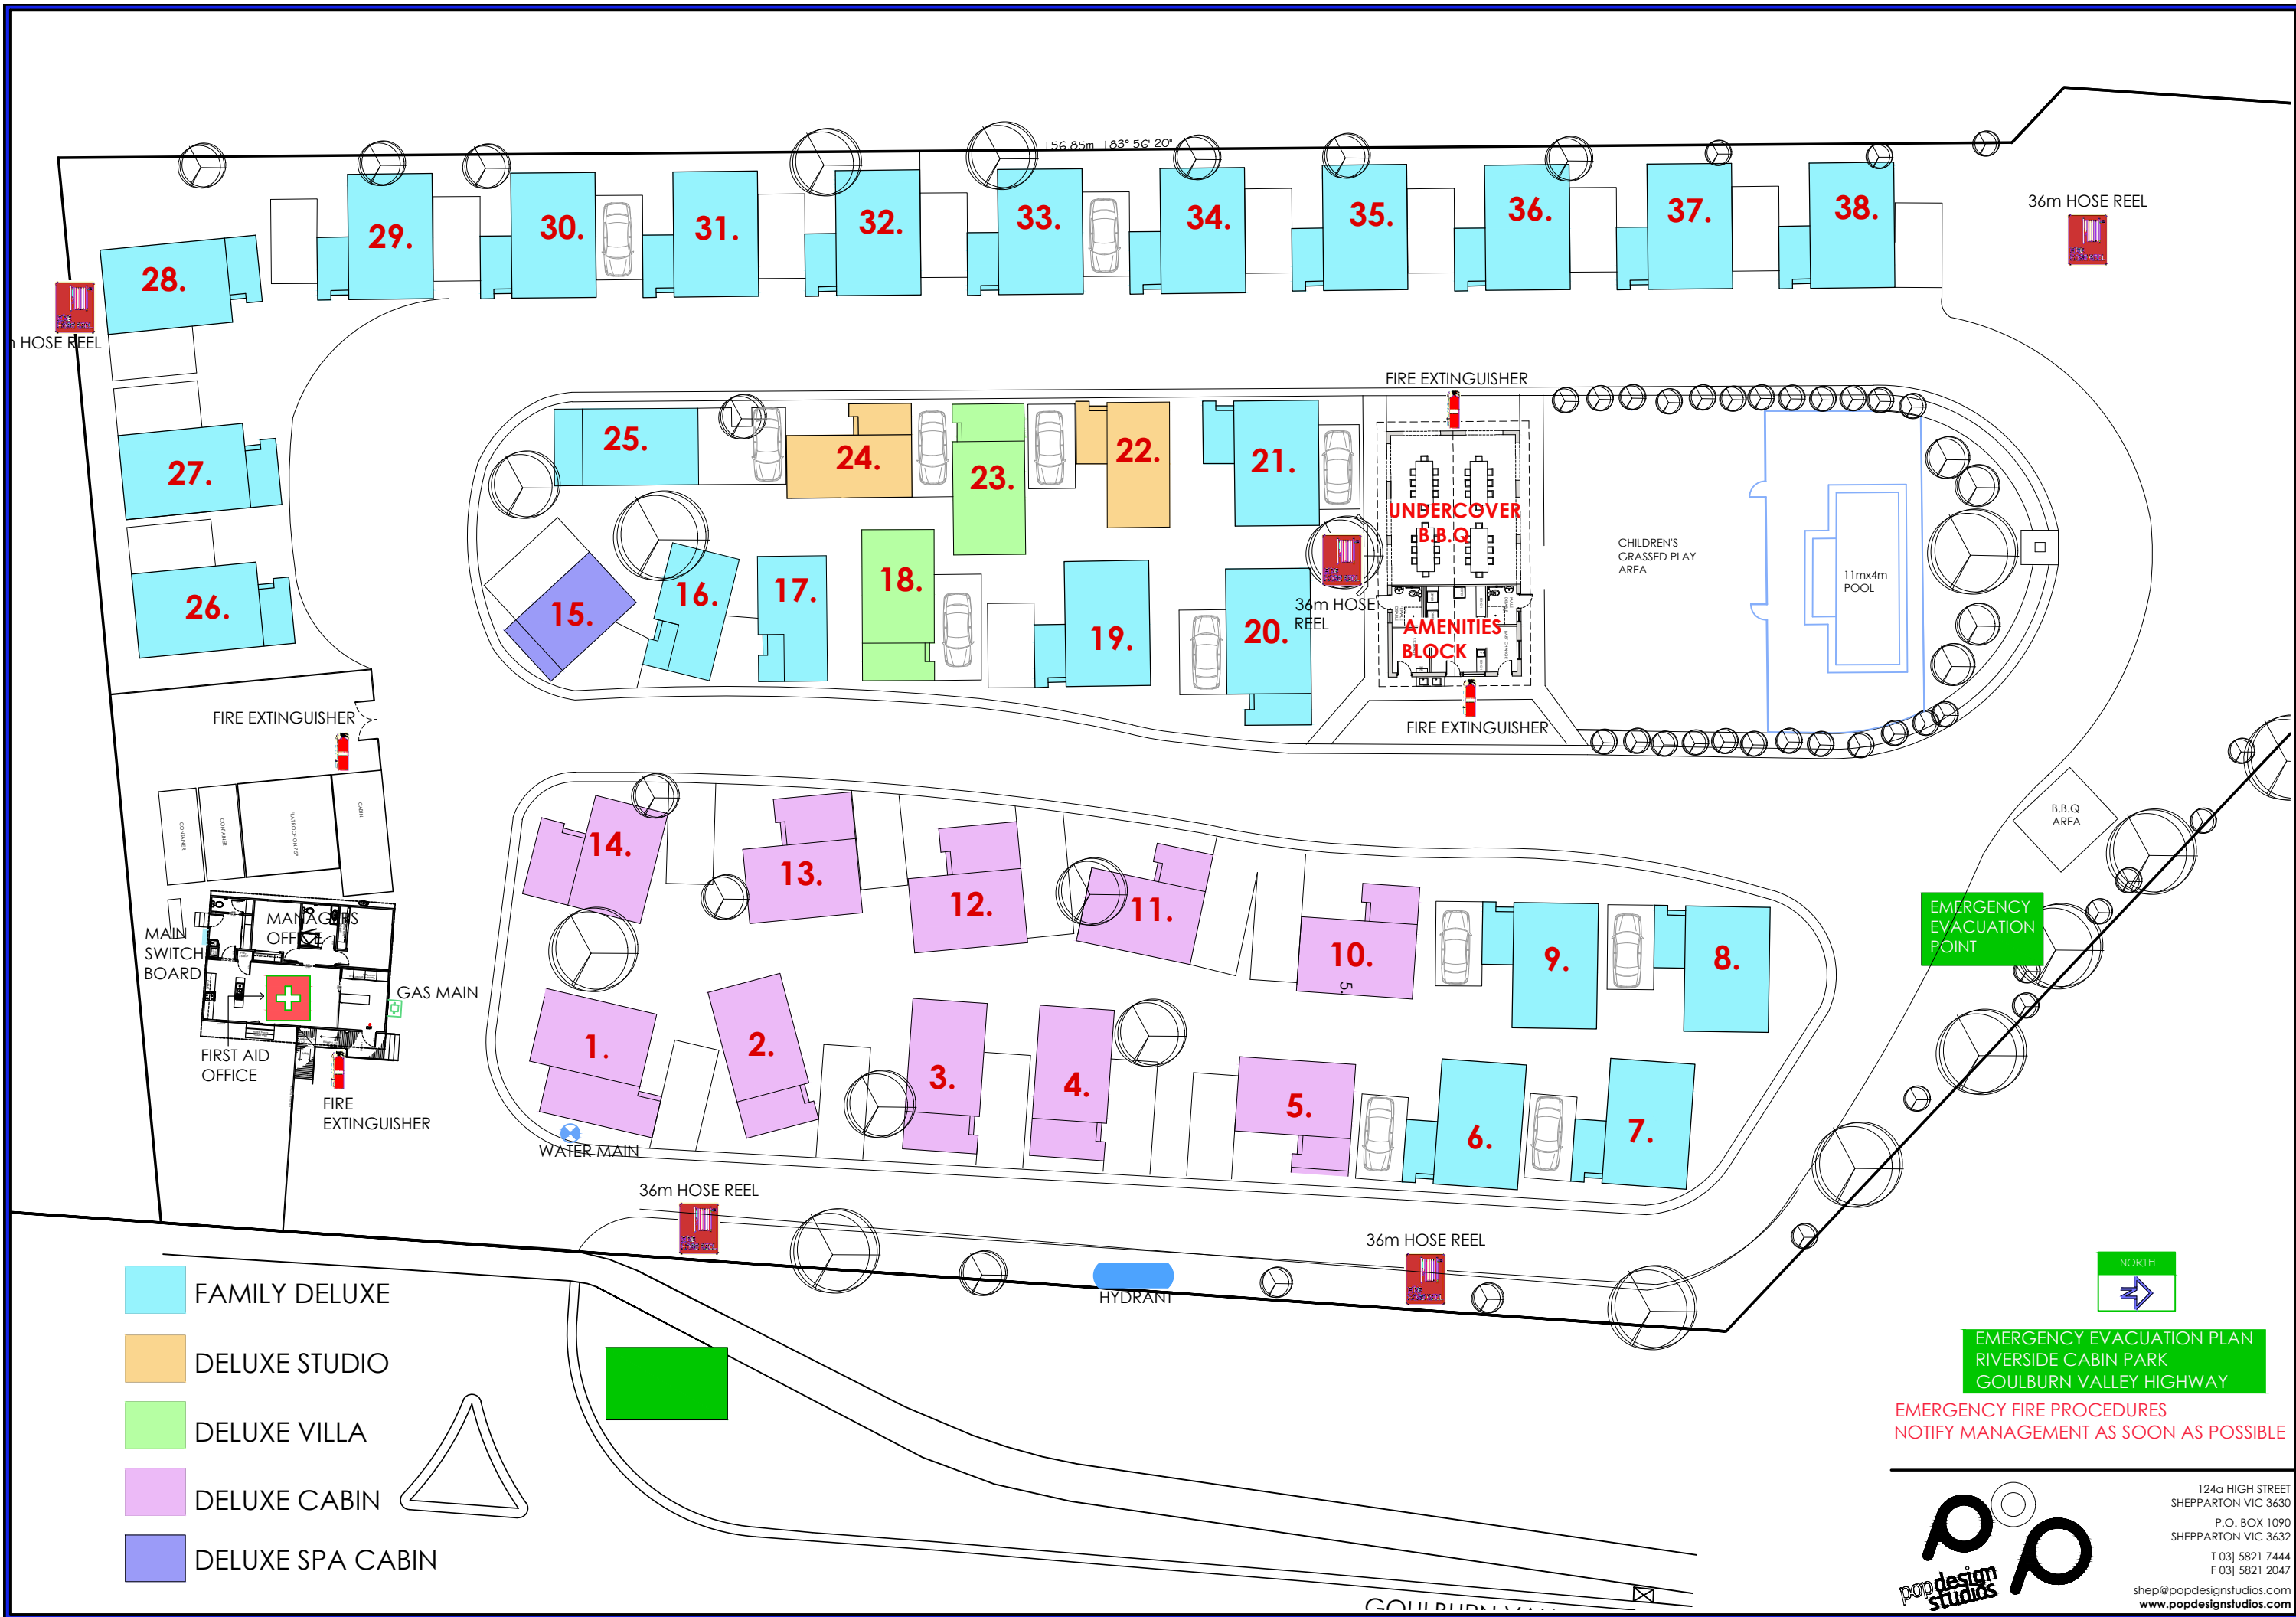 156.85m 183° 56' 20"
36m HOSE REEL
29.
30.
31.
32.
33.
34.
35.
36.
37.
38.
28.
HOSE REEL
FIRE EXTINGUISHER
25.
24.
23.
22.
21.
27.
UNDERCOVER
B.B.Q
CHILDREN'S
GRASSED PLAY
AREA
11mx4m
POOL
26.
15.
16.
17.
18.
19.
20.
36m HOSE
REEL
AMENITIES
BLOCK
FIRE EXTINGUISHER
FIRE EXTINGUISHER
CONTAINER
CONTAINER
CABIN
B.B.Q
AREA
14.
13.
12.
11.
10.
5.
9.
8.
EMERGENCY
EVACUATION
POINT
MANAGERS
OFFICE
MAIN
SWITCH
BOARD
GAS MAIN
FIRST AID
OFFICE
FIRE
EXTINGUISHER
1.
2.
3.
4.
5.
6.
7.
WATER MAIN
36m HOSE REEL
36m HOSE REEL
HYDRANT
FAMILY DELUXE
DELUXE STUDIO
DELUXE VILLA
DELUXE CABIN
DELUXE SPA CABIN
NORTH
N
EMERGENCY EVACUATION PLAN
RIVERSIDE CABIN PARK
GOULBURN VALLEY HIGHWAY
EMERGENCY FIRE PROCEDURES
NOTIFY MANAGEMENT AS SOON AS POSSIBLE
pop design
studios
124a HIGH STREET
SHEPPARTON VIC 3630
P.O. BOX 1090
SHEPPARTON VIC 3632
T 03] 5821 7444
F 03] 5821 2047
shep@popdesignstudios.com
www.popdesignstudios.com